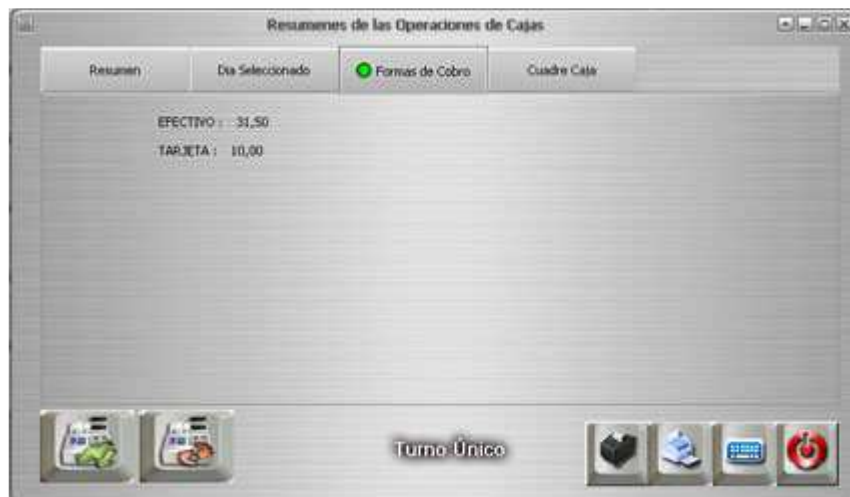 Resumenes de las Operaciones de Cajas
Resumen
Dia Seleccionado
Formas de Cobro
Cuadre Caja
EFECTIVO : 31,50
TARJETA : 10,00
Turno Único